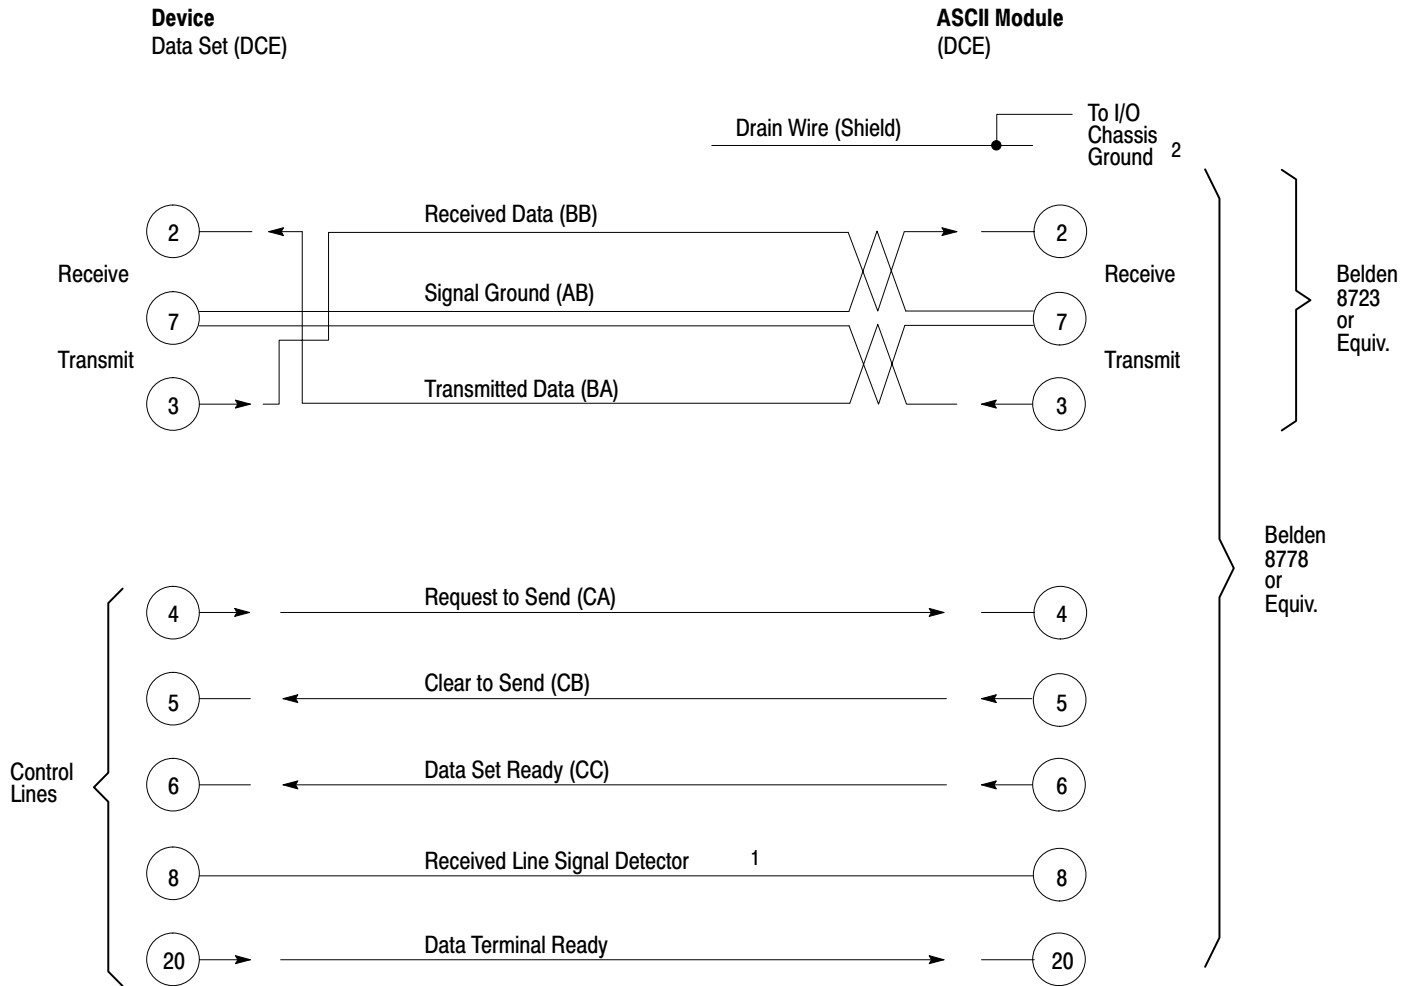 Device
Data Set (DCE)
ASCII Module
(DCE)
Drain Wire (Shield)
To I/O
Chassis
Ground 2
2
Received Data (BB)
2
Receive
Receive
7
Signal Ground (AB)
7
Transmit
Transmit
3
Transmitted Data (BA)
3
Belden
8723
or
Equiv.
Belden
8778
or
Equiv.
Control
Lines
4
Request to Send (CA)
4
5
Clear to Send (CB)
5
6
Data Set Ready (CC)
6
8
Received Line Signal Detector 1
8
20
Data Terminal Ready
20